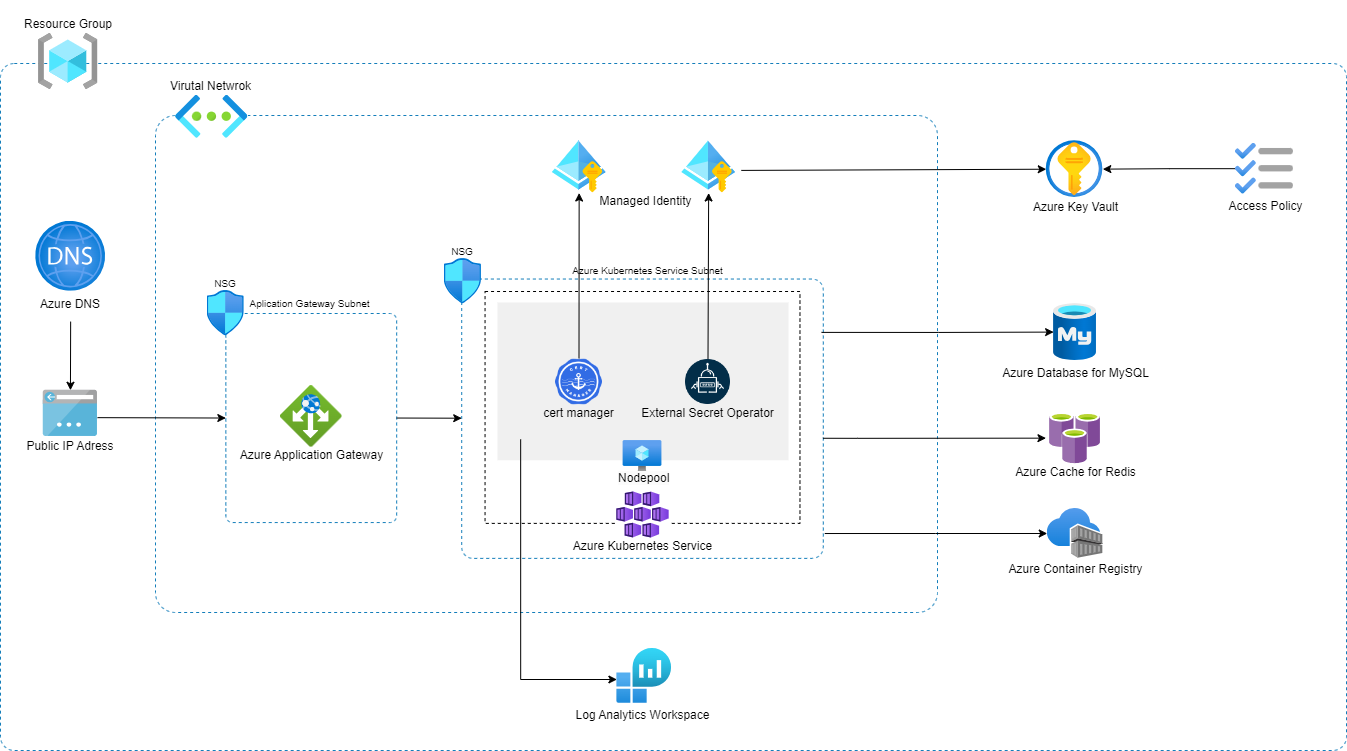 Resource Group
Virutal Netwrok
Managed Identity
Azure Key Vault
Access Policy
DNS
Azure DNS
NSG
Azure Kubernetes Service Subnet
NSG
Aplication Gateway Subnet
My
Azure Database for MySQL
CERT
MANAGER
cert manager
External Secret Operator
Public IP Adress
Azure Application Gateway
Nodepool
Azure Cache for Redis
Azure Kubernetes Service
Azure Container Registry
Log Analytics Workspace